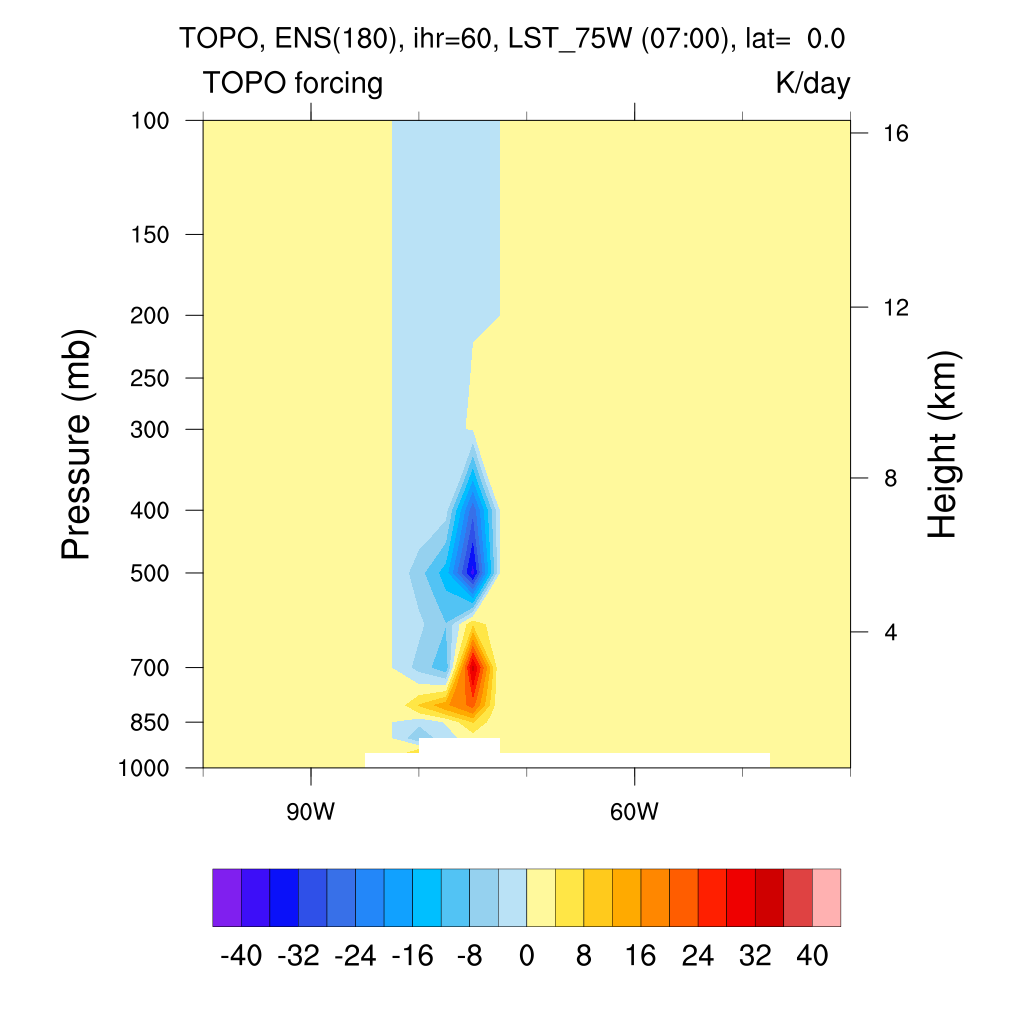 TOPO, ENS(180), ihr=60, LST_75W (07:00), lat=  0.0
TOPO forcing K/day
100
150
200
250
300
400
500
700
850
1000
Pressure (mb)
16
12
8
4
Height (km)
90W 60W
-40 -32 -24 -16 -8 0 8 16 24 32 40